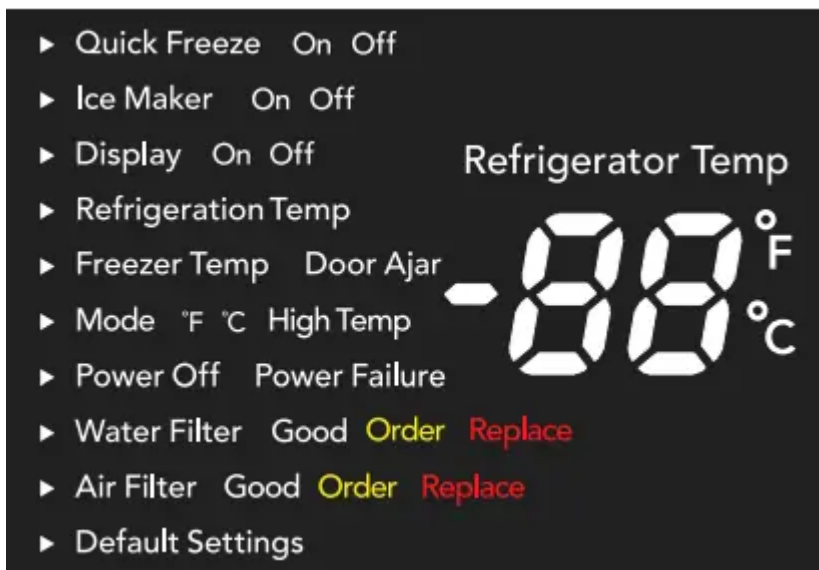 ▶ Quick Freeze On Off
▶ Ice Maker On Off
▶ Display On Off
Refrigerator Temp
▶ Refrigeration Temp
▶ Freezer Temp Door Ajar
-88 °F °C
▶ Mode °F °C High Temp
▶ Power Off Power Failure
▶ Water Filter Good Order Replace
▶ Air Filter Good Order Replace
▶ Default Settings